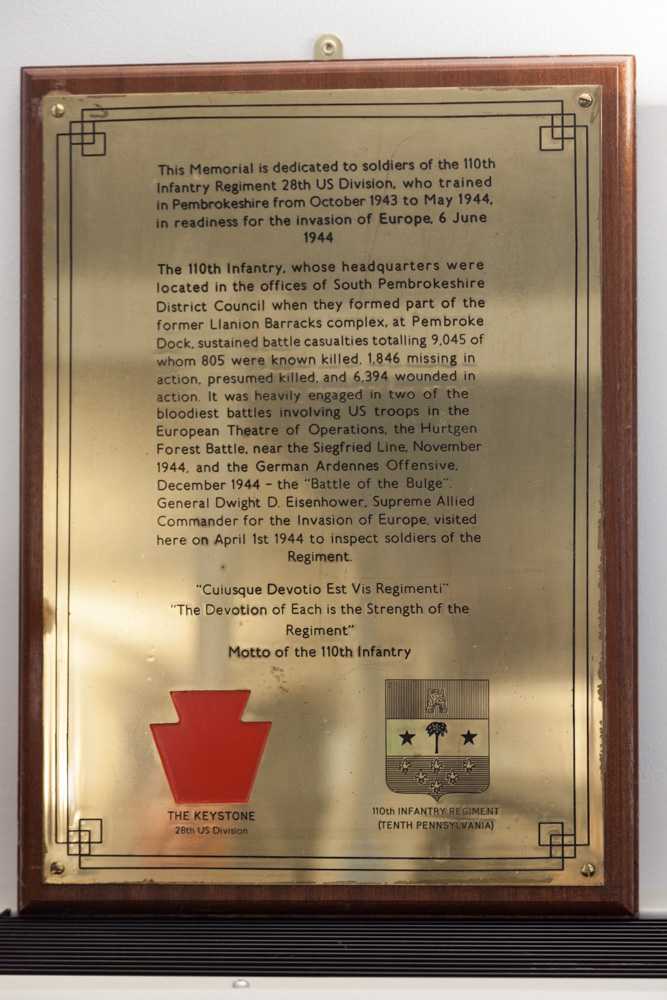 This Memorial is dedicated to soldiers of the 110th
Infantry Regiment 28th US Division, who trained
in Pembrokeshire from October 1943 to May 1944,
in readiness for the invasion of Europe, 6 June
1944
The 110th Infantry, whose headquarters were
located in the offices of South Pembrokeshire
District Council when they formed part of the
former Llanion Barracks complex, at Pembroke
Dock, sustained battle casualties totalling 9,045 of
whom 805 were known killed, 1,846 missing in
action, presumed killed, and 6,394 wounded in
action. It was heavily engaged in two of the
bloodiest battles involving US troops in the
European Theatre of Operations, the Hurtgen
Forest Battle, near the Siegfried Line, November
1944, and the German Ardennes Offensive,
December 1944 - the "Battle of the Bulge".
General Dwight D. Eisenhower, Supreme Allied
Commander for the Invasion of Europe, visited
here on April 1st 1944 to inspect soldiers of the
Regiment.
"Cuiusque Devotio Est Vis Regimenti"
"The Devotion of Each is the Strength of the
Regiment"
Motto of the 110th Infantry
THE KEYSTONE
28th US Division
110th INFANTRY REGIMENT
(TENTH PENNSYLVANIA)